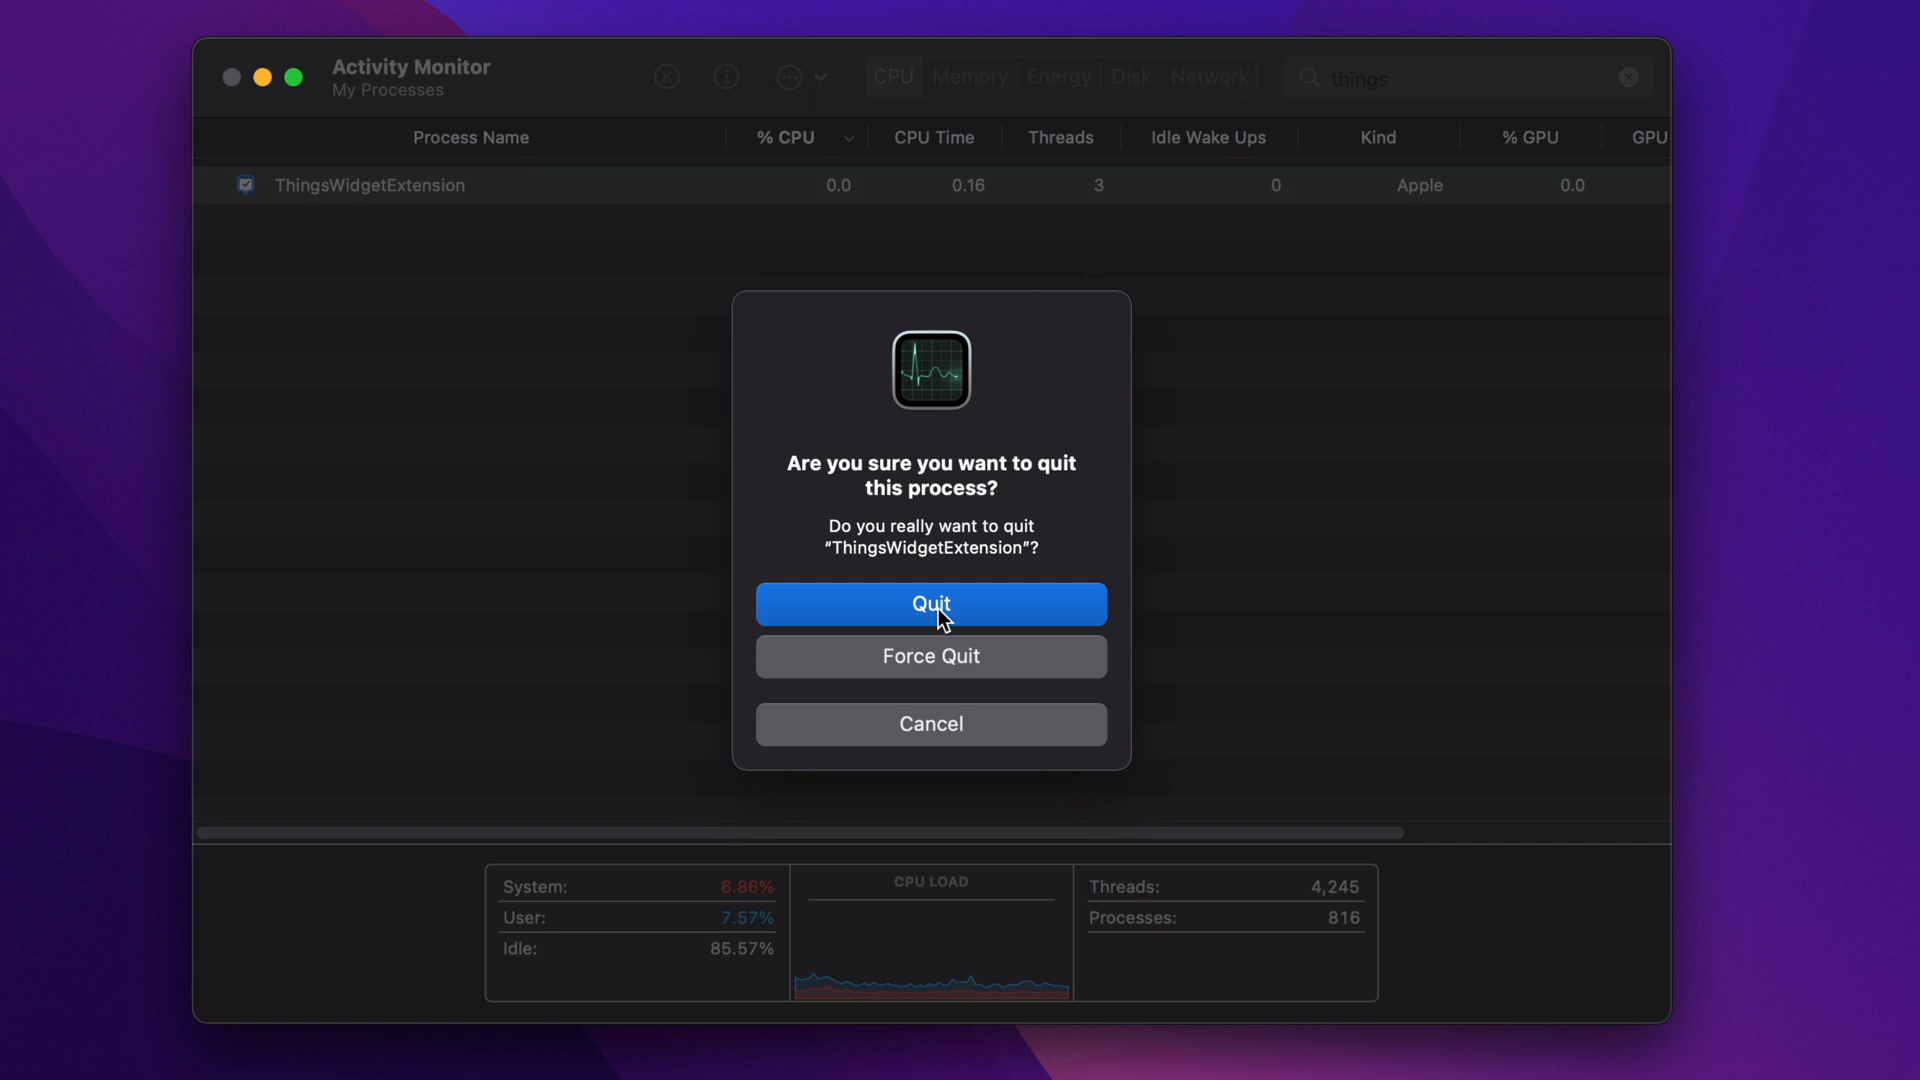 Activity Monitor
My Processes
CPU Memory Energy Disk Network
things
Process Name % CPU CPU Time Threads Idle Wake Ups Kind % GPU GPU
ThingsWidgetExtension 0.0 0.16 3 0 Apple 0.0
Are you sure you want to quit
this process?
Do you really want to quit
“ThingsWidgetExtension”?
Quit
Force Quit
Cancel
System: 6.86%
User: 7.57%
Idle: 85.57%
CPU LOAD
Threads: 4,245
Processes: 816